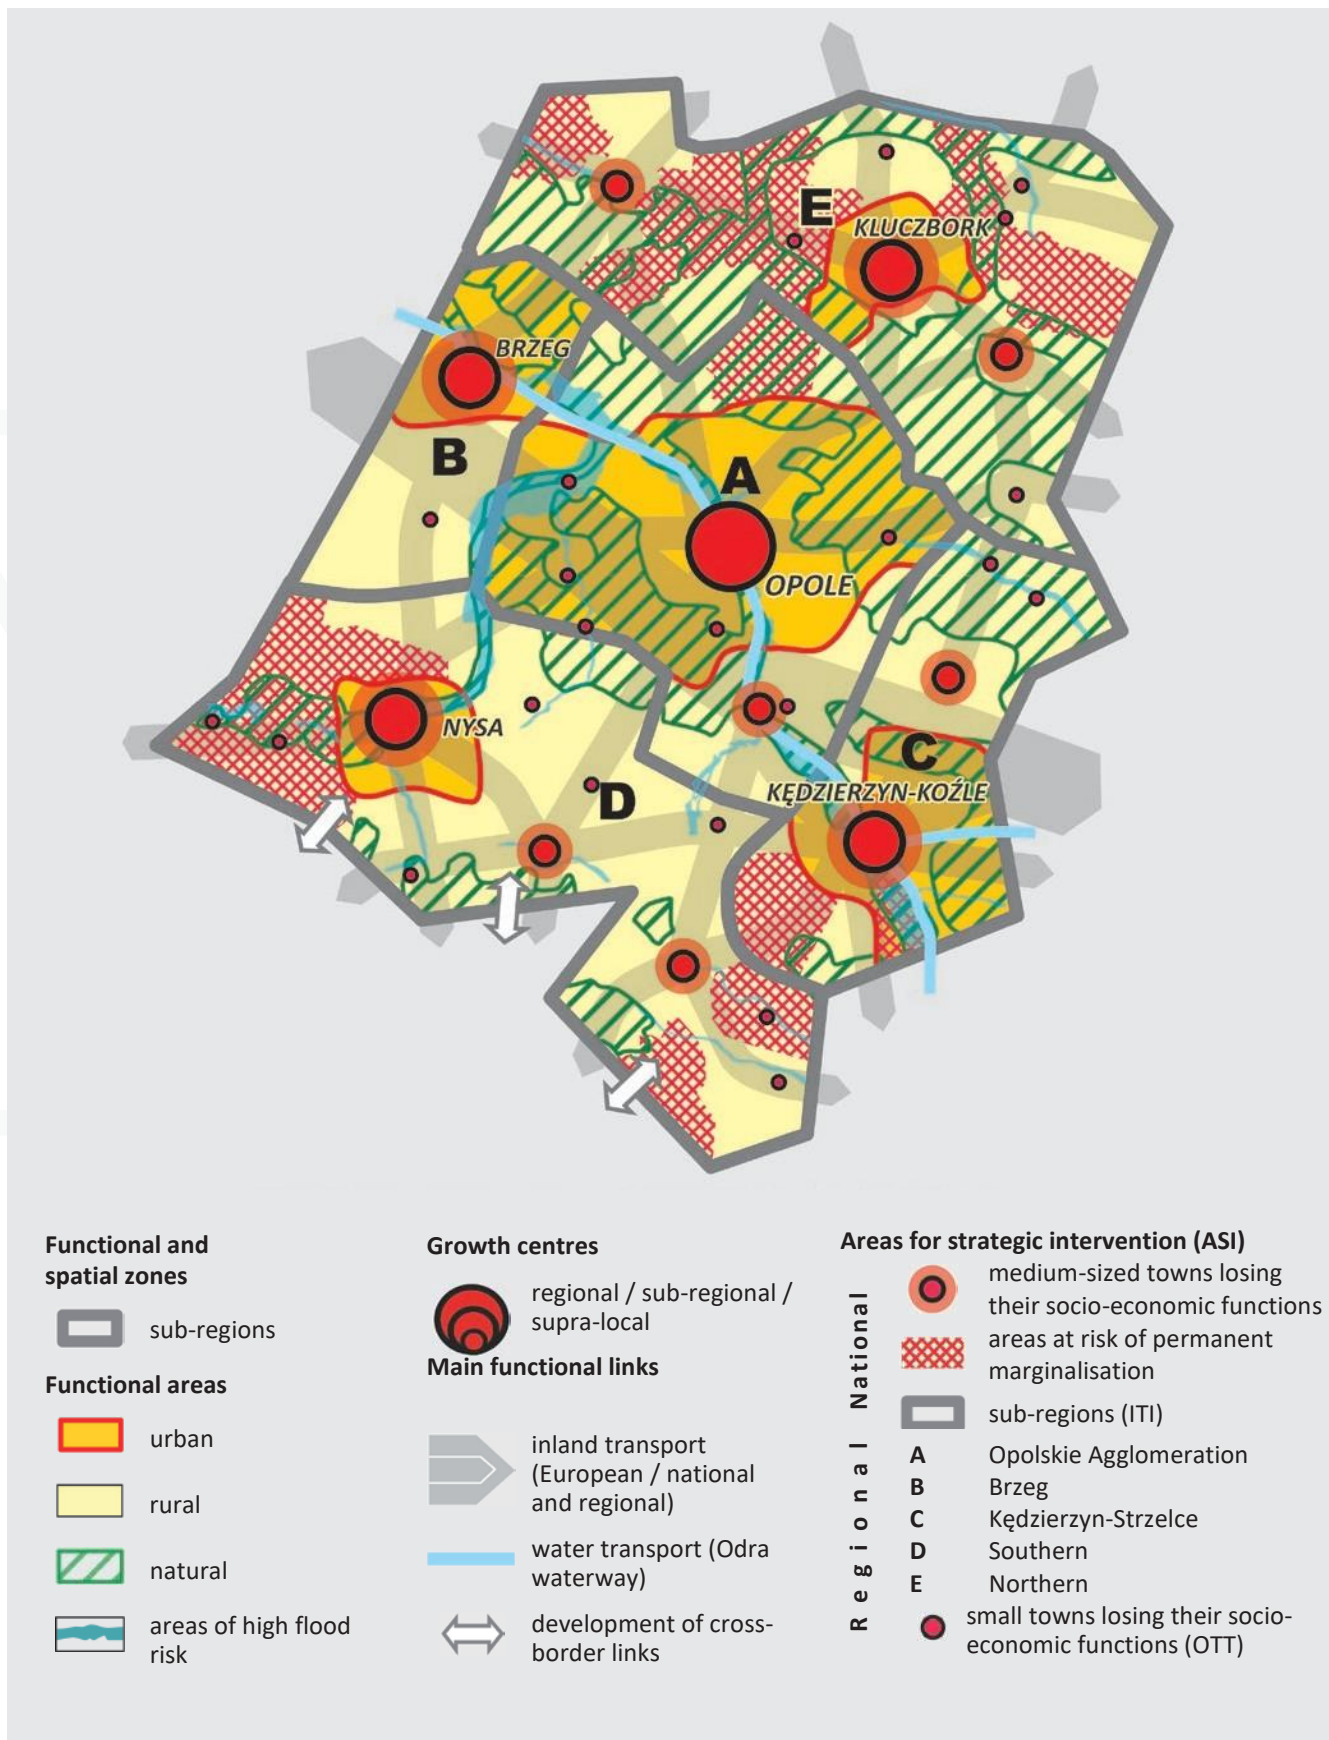 E
KLUCZBORK
BRZEG
B
A
OPOLE
NYSA
C
D
KĘDZIERZYN-KOŹLE
Functional and
spatial zones
sub-regions
Functional areas
urban
rural
natural
areas of high flood
risk
Growth centres
regional / sub-regional /
supra-local
Main functional links
inland transport
(European / national
and regional)
water transport (Odra
waterway)
development of cross-
border links
Areas for strategic intervention (ASI)
National
medium-sized towns losing
their socio-economic functions
areas at risk of permanent
marginalisation
Regional
sub-regions (ITI)
A Opolskie Agglomeration
B Brzeg
C Kędzierzyn-Strzelce
D Southern
E Northern
small towns losing their socio-
economic functions (OTT)